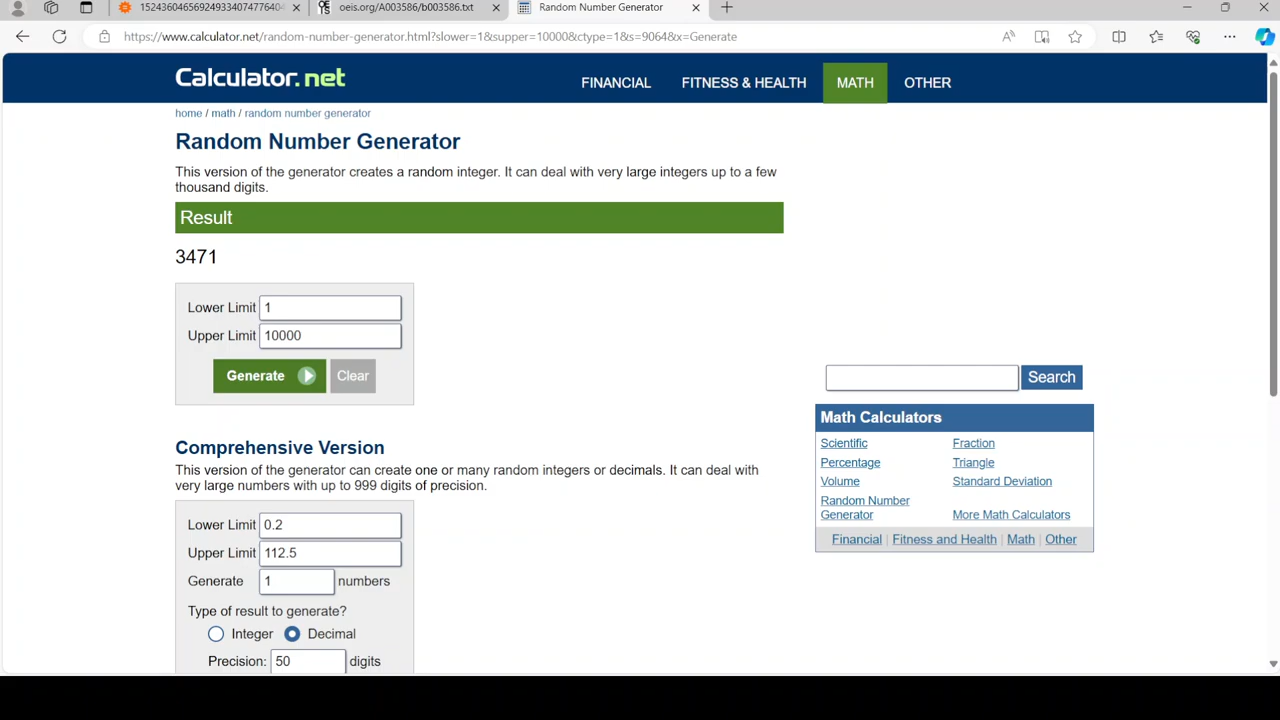 15243604656924933407477640
oeis.org/A003586/b003586.txt
Random Number Generator
https://www.calculator.net/random-number-generator.html?slower=1&supper=10000&ctype=1&s=9064&x=Generate
Calculator.net
FINANCIAL
FITNESS & HEALTH
MATH
OTHER
home / math / random number generator
Random Number Generator
This version of the generator creates a random integer. It can deal with very large integers up to a few
thousand digits.
Result
3471
Lower Limit 1
Upper Limit 10000
Generate
Clear
Search
Math Calculators
Scientific
Fraction
Percentage
Triangle
Volume
Standard Deviation
Random Number
Generator
More Math Calculators
Financial | Fitness and Health | Math | Other
Comprehensive Version
This version of the generator can create one or many random integers or decimals. It can deal with
very large numbers with up to 999 digits of precision.
Lower Limit 0.2
Upper Limit 112.5
Generate 1 numbers
Type of result to generate?
Integer
Decimal
Precision: 50 digits